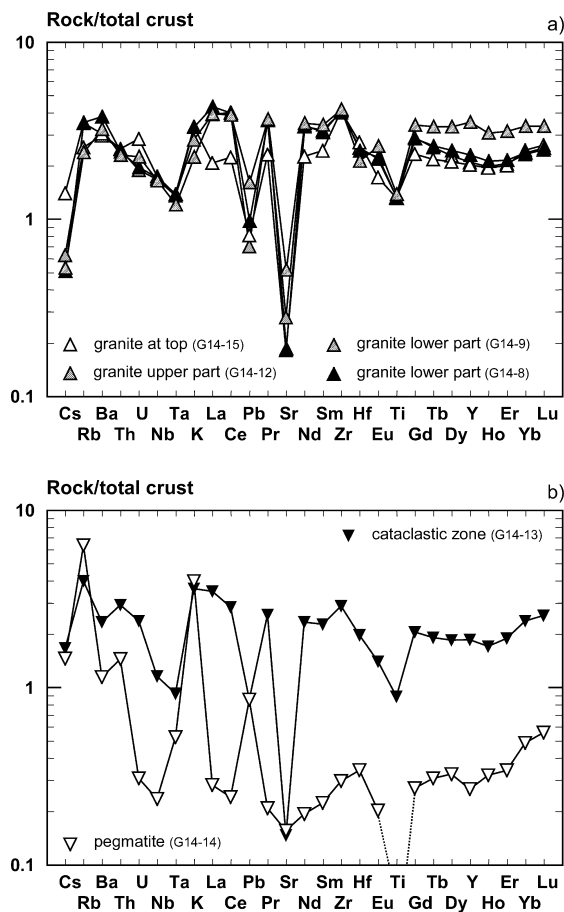 Rock/total crust
a)
10
1
0.1
granite at top (G14-15)
granite lower part (G14-9)
granite upper part (G14-12)
granite lower part (G14-8)
Cs Ba U Ta La Pb Sr Sm Hf Ti Tb Y Er Lu
Rb Th Nb K Ce Pr Nd Zr Eu Gd Dy Ho Yb
Rock/total crust
b)
10
cataclastic zone (G14-13)
1
pegmatite (G14-14)
0.1
Cs Ba U Ta La Pb Sr Sm Hf Ti Tb Y Er Lu
Rb Th Nb K Ce Pr Nd Zr Eu Gd Dy Ho Yb